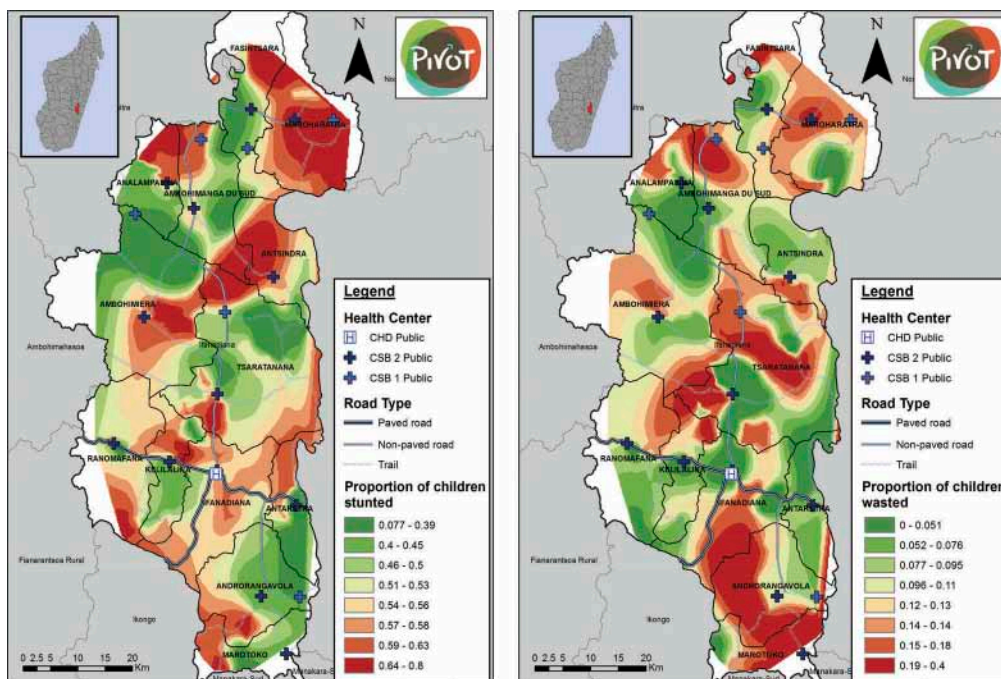 N
PIVOT
FASINTSARA
MAROHARATRA
ANALAMPASINA
AMBOHIMANGA DU SUD
ANTSINDRA
AMBOHIMIERA
Ambohimahasoa
TSARATANANA
RANOMAFANA
KELILALINA
IFANADIANA
ANTARETRA
Fianarantsoa Rural
ANDRORANGAVOLA
Ikongo
MAROTOKO
Manakara-Sud
0 2.5 5 10 15 20
Km
Legend
Health Center
CHD Public
CSB 2 Public
CSB 1 Public
Road Type
Paved road
Non-paved road
Trail
Proportion of children
stunted
0.077 - 0.39
0.4 - 0.45
0.46 - 0.5
0.51 - 0.53
0.54 - 0.56
0.57 - 0.58
0.59 - 0.63
0.64 - 0.8
N
PIVOT
FASINTSARA
MAROHARATRA
ANALAMPASINA
AMBOHIMANGA DU SUD
ANTSINDRA
AMBOHIMIERA
Ambohimahasoa
TSARATANANA
RANOMAFANA
KELILALINA
IFANADIANA
ANTARETRA
Fianarantsoa Rural
ANDRORANGAVOLA
Ikongo
MAROTOKO
Manakara-Sud
0 2.5 5 10 15 20
Km
Legend
Health Center
CHD Public
CSB 2 Public
CSB 1 Public
Road Type
Paved road
Non-paved road
Trail
Proportion of children
wasted
0 - 0.051
0.052 - 0.076
0.077 - 0.095
0.096 - 0.11
0.12 - 0.13
0.14 - 0.14
0.15 - 0.18
0.19 - 0.4